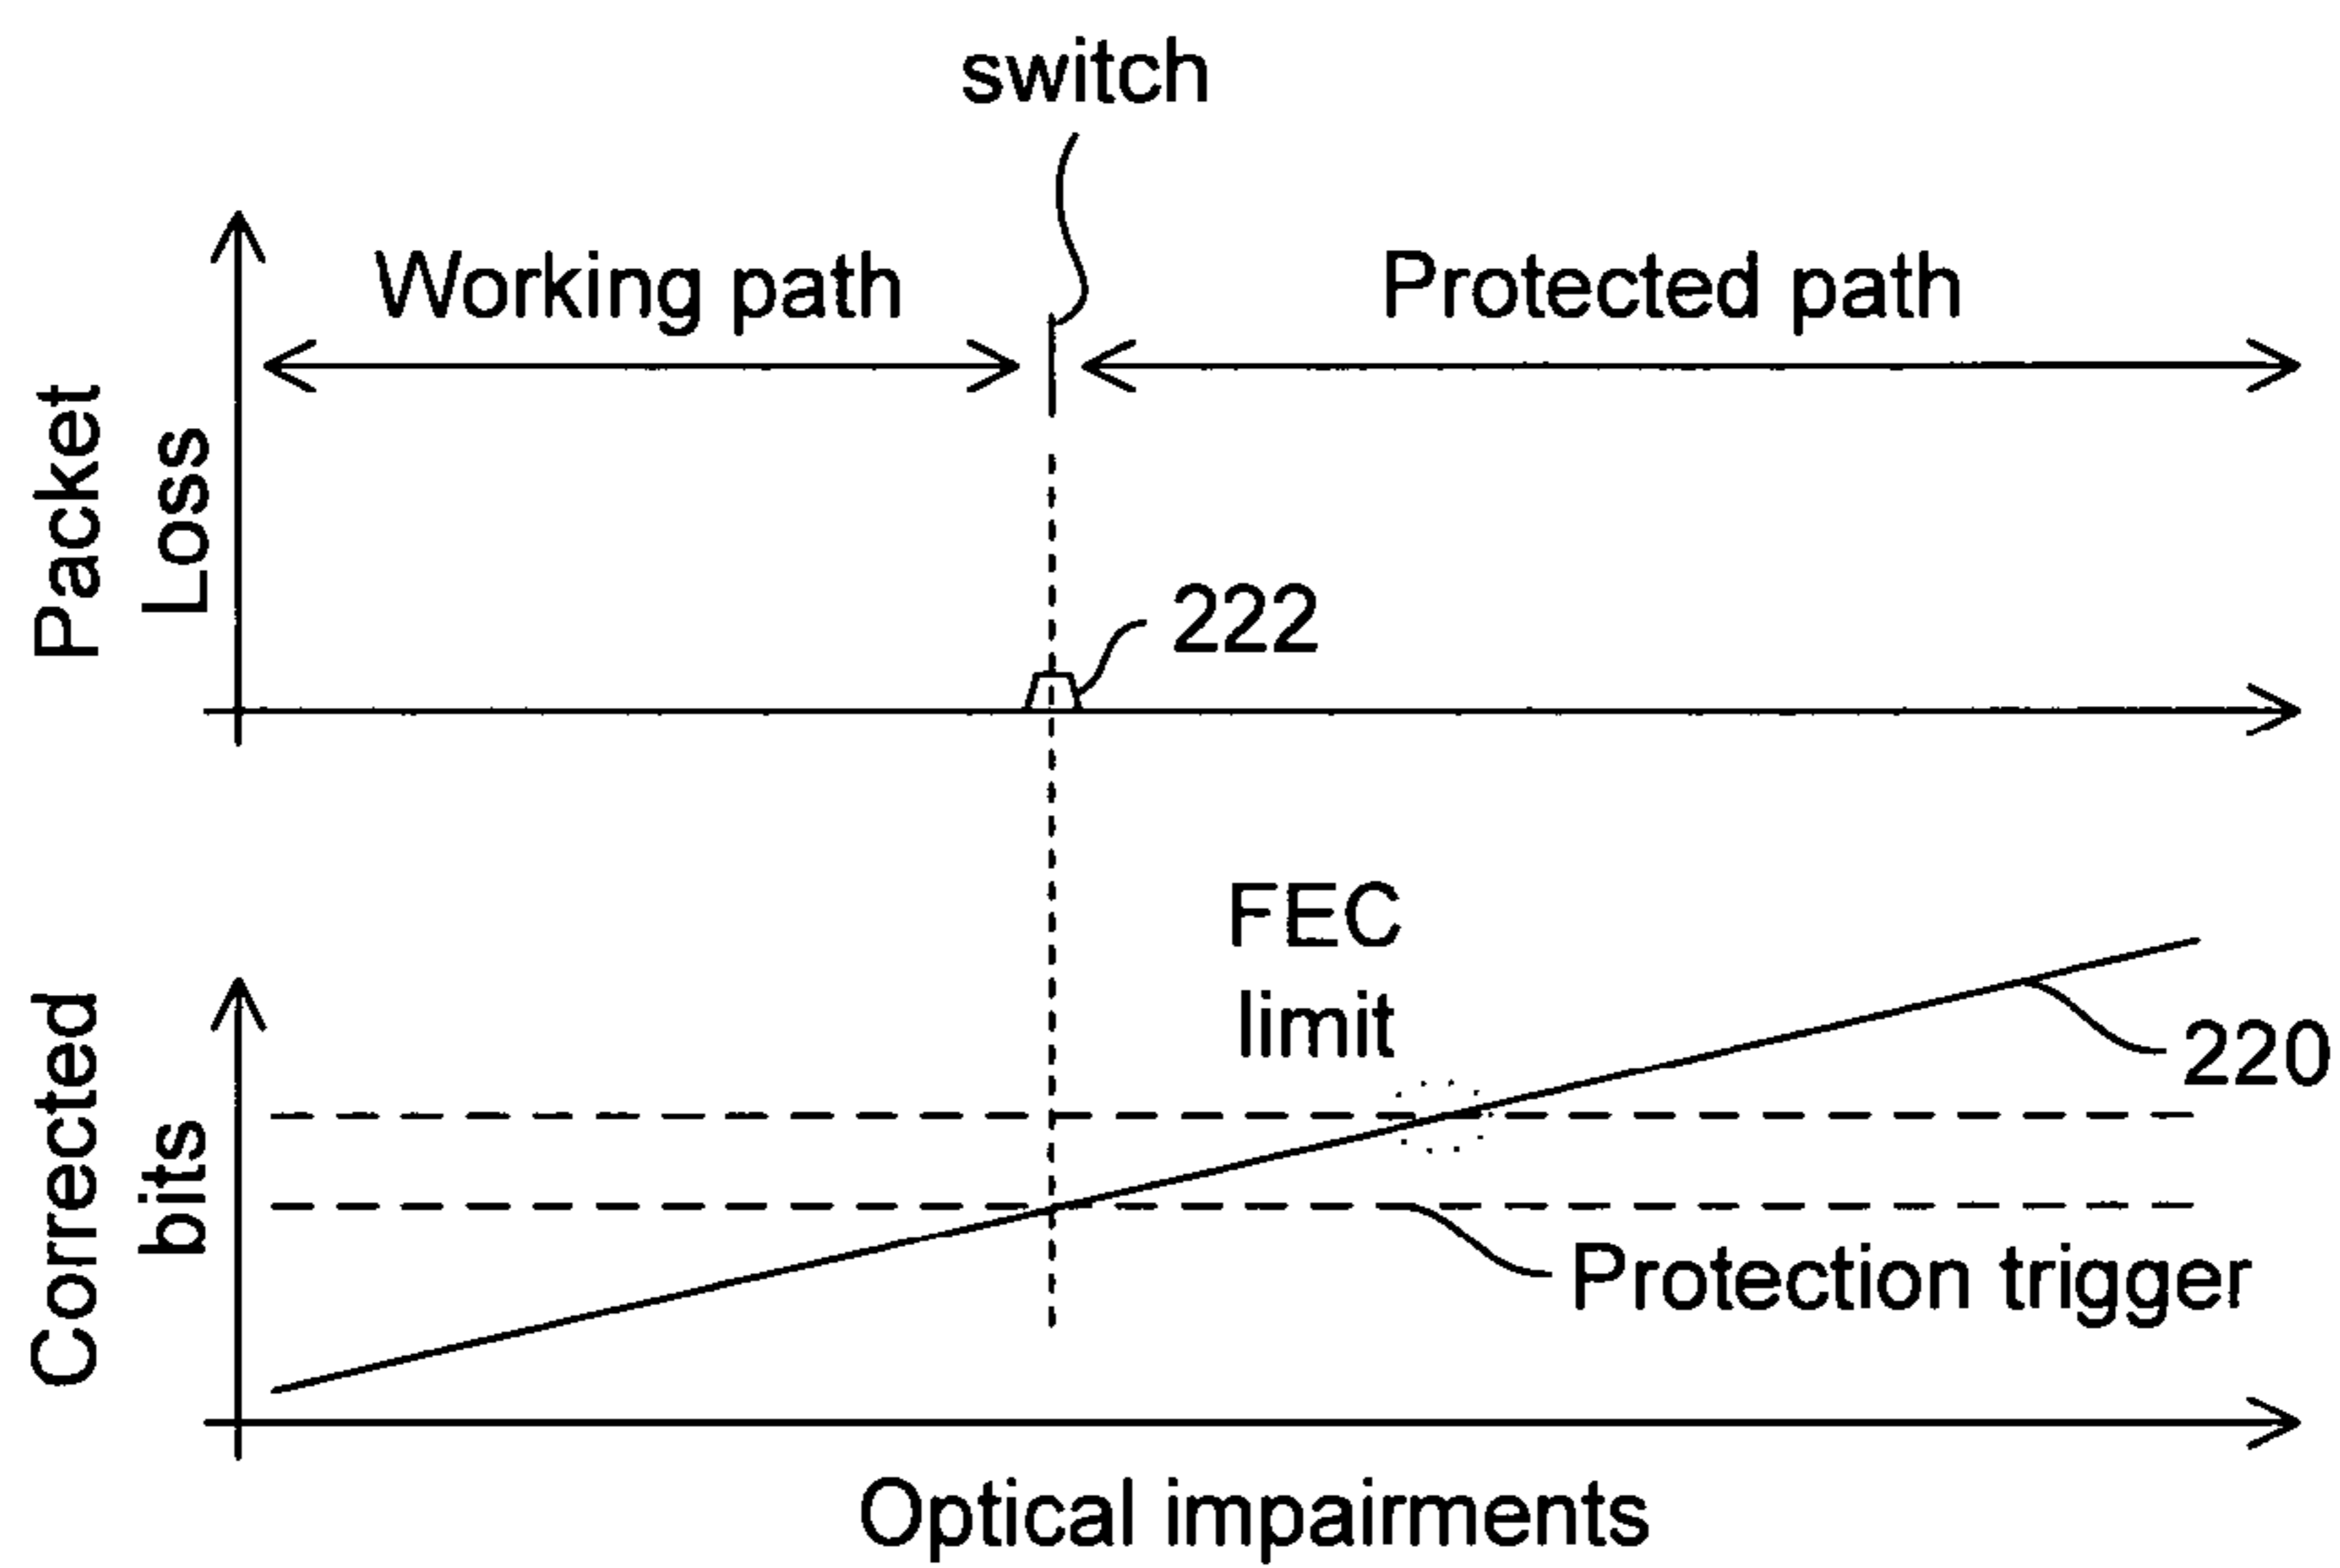 switch
Working path
Protected path
Packet
Loss
222
FEC
limit
220
Corrected
bits
Protection trigger
Optical impairments